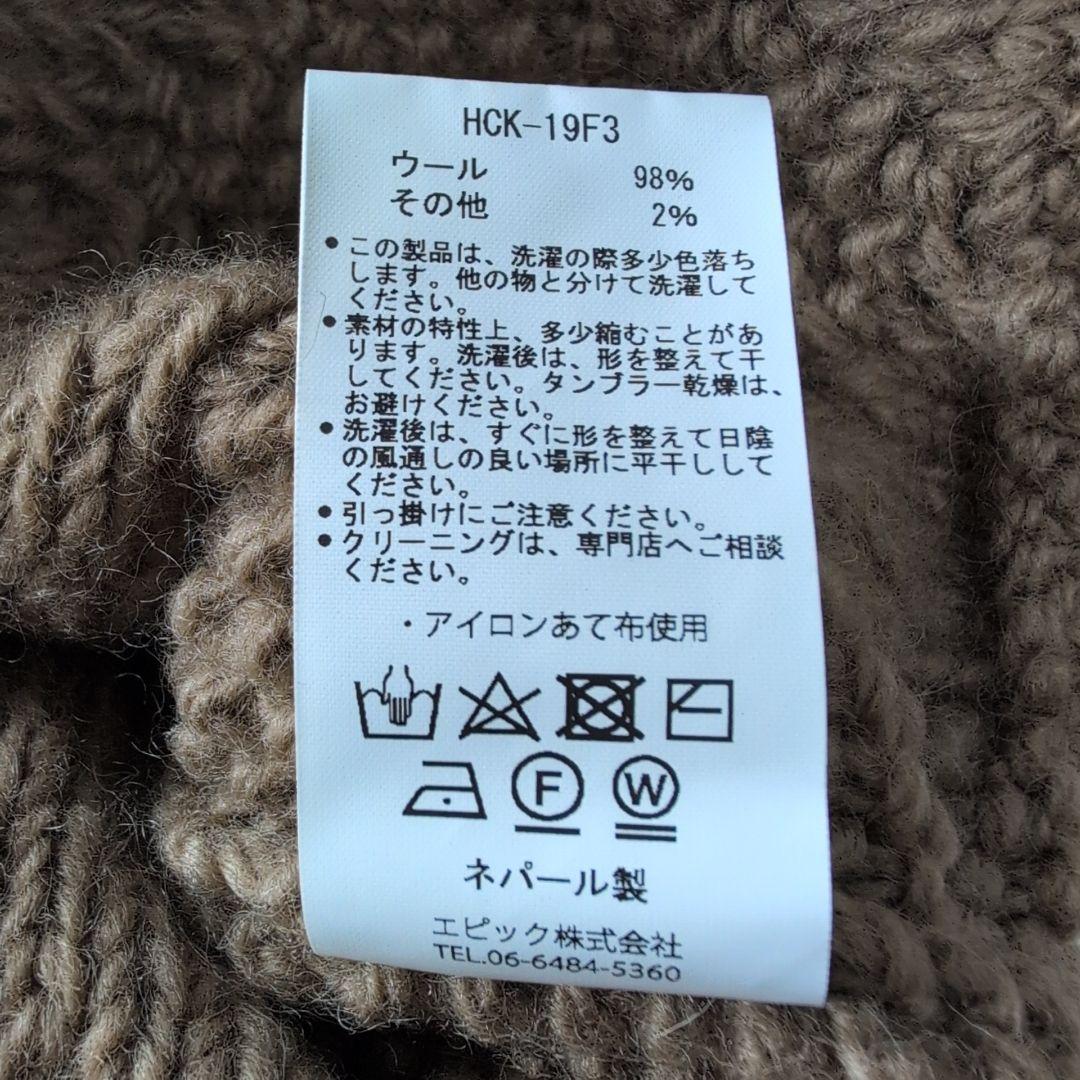 HCK-19F3
ウール 98%
その他 2%
•この製品は、洗濯の際多少色落ち
します。他の物と分けて洗濯して
ください。
•素材の特性上、多少縮むことがあ
ります。洗濯後は、形を整えて干
してください。タンブラー乾燥は、
お避けください。
•洗濯後は、すぐに形を整えて日陰
の風通しの良い場所に平干しして
ください。
•引っ掛けにご注意ください。
•クリーニングは、専門店へご相談
ください。
・アイロンあて布使用
F W
ネパール製
エピック株式会社
TEL.06-6484-5360